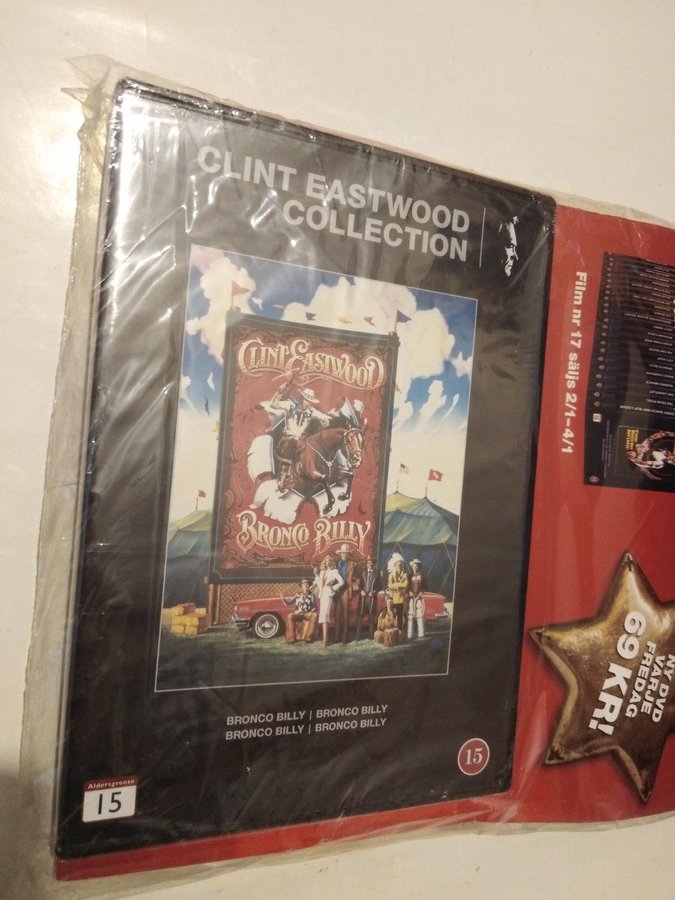 CLINT EASTWOOD
COLLECTION
CLINT EASTWOOD
BRONCO BILLY
BRONCO BILLY | BRONCO BILLY
BRONCO BILLY | BRONCO BILLY
15
Aldersgrense
15
Film nr 17 säljs 2/1–4/1
NY DVD
VARJE
FREDAG
69 KR!